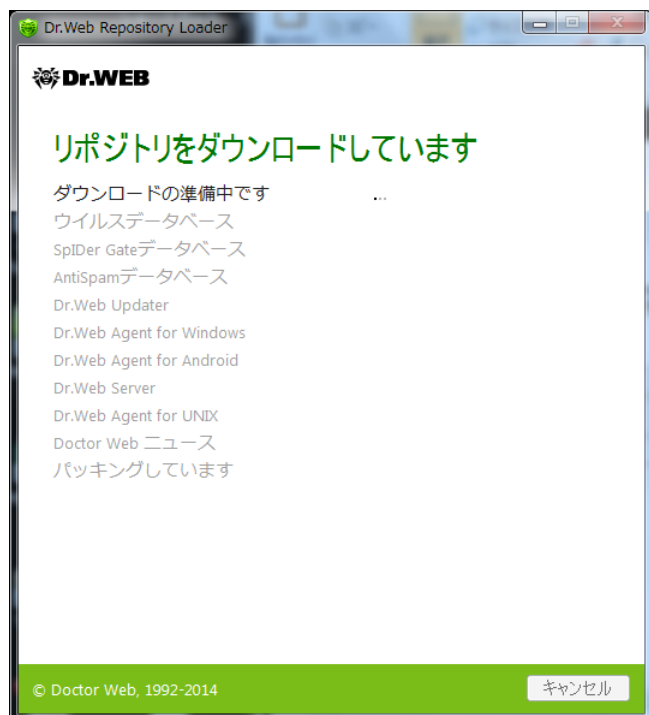 Dr.Web Repository Loader
Dr.WEB
リポジトリをダウンロードしています
ダウンロードの準備中です ...
ウイルスデータベース
SpIDer Gateデータベース
AntiSpamデータベース
Dr.Web Updater
Dr.Web Agent for Windows
Dr.Web Agent for Android
Dr.Web Server
Dr.Web Agent for UNIX
Doctor Web ニュース
パッキングしています
© Doctor Web, 1992-2014
キャンセル